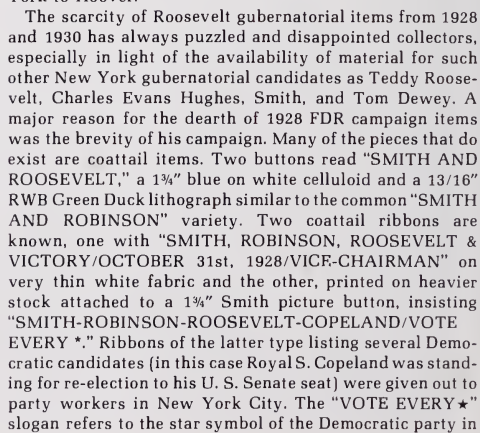 The scarcity of Roosevelt gubernatorial items from 1928
and 1930 has always puzzled and disappointed collectors,
especially in light of the availability of material for such
other New York gubernatorial candidates as Teddy Roose-
velt, Charles Evans Hughes, Smith, and Tom Dewey. A
major reason for the dearth of 1928 FDR campaign items
was the brevity of his campaign. Many of the pieces that do
exist are coattail items. Two buttons read "SMITH AND
ROOSEVELT," a 1¾" blue on white celluloid and a 13/16"
RWB Green Duck lithograph similar to the common "SMITH
AND ROBINSON" variety. Two coattail ribbons are
known, one with "SMITH, ROBINSON, ROOSEVELT &
VICTORY/OCTOBER 31st, 1928/VICE-CHAIRMAN" on
very thin white fabric and the other, printed on heavier
stock attached to a 1¾" Smith picture button, insisting
"SMITH-ROBINSON-ROOSEVELT-COPELAND/VOTE
EVERY *." Ribbons of the latter type listing several Demo-
cratic candidates (in this case Royal S. Copeland was stand-
ing for re-election to his U. S. Senate seat) were given out to
party workers in New York City. The "VOTE EVERY★"
slogan refers to the star symbol of the Democratic party in